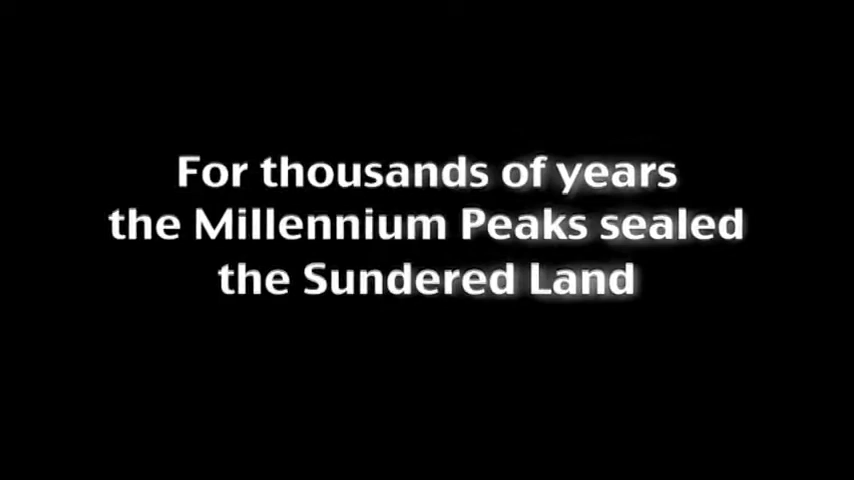 For thousands of years
the Millennium Peaks sealed
the Sundered Land